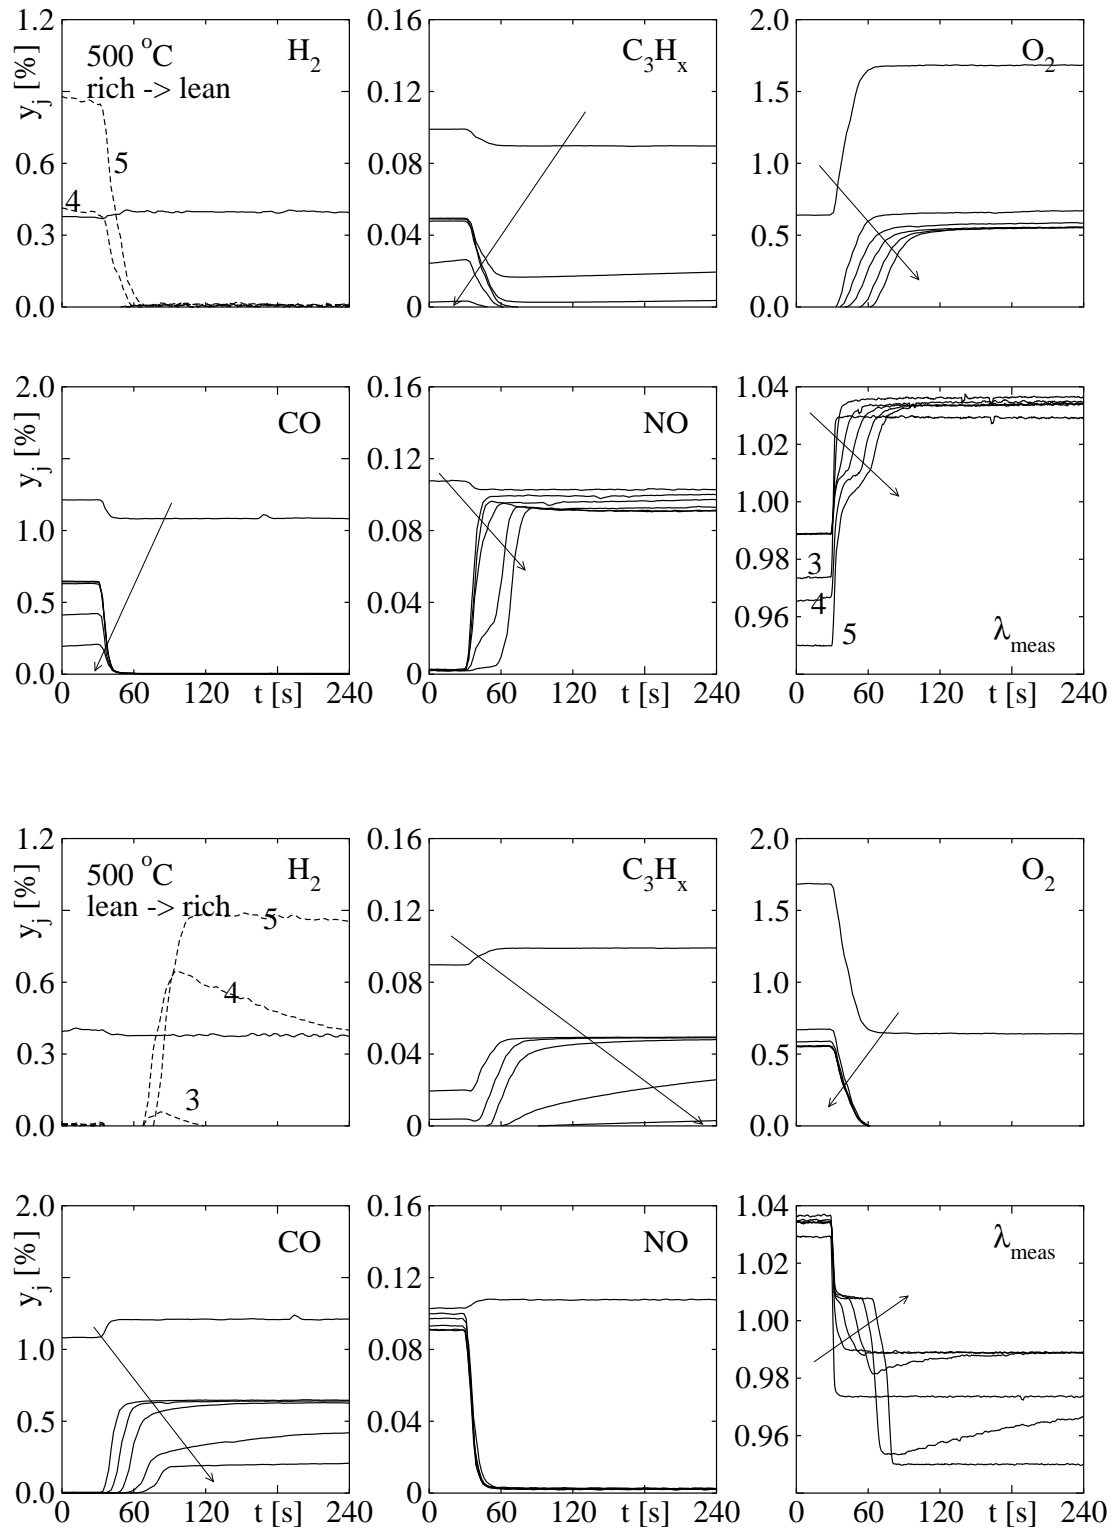 1.2 0.9 0.6 0.3 0.0
y_j [%]
500 °C
rich -> lean
H₂
5
4
0.16 0.12 0.08 0.04 0
C₃Hₓ
2.0 1.5 1.0 0.5 0.0
O₂
2.0 1.5 1.0 0.5 0
y_j [%]
CO
0 60 120 t [s] 240
0.16 0.12 0.08 0.04 0
NO
0 60 120 t [s] 240
1.04 1.02 1.00 0.98 0.96
3
4
5
λ_meas
0 60 120 t [s] 240
1.2 0.9 0.6 0.3 0.0
y_j [%]
500 °C
lean -> rich
H₂
5
4
3
0.16 0.12 0.08 0.04 0
C₃Hₓ
2.0 1.5 1.0 0.5 0.0
O₂
2.0 1.5 1.0 0.5 0.0
y_j [%]
CO
0 60 120 t [s] 240
0.16 0.12 0.08 0.04 0
NO
0 60 120 t [s] 240
1.04 1.02 1.00 0.98 0.96
λ_meas
0 60 120 t [s] 240